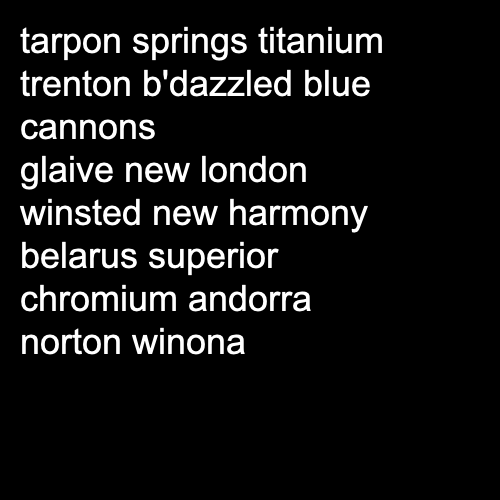 tarpon springs titanium
trenton b'dazzled blue
cannons
glaive new london
winsted new harmony
belarus superior
chromium andorra
norton winona